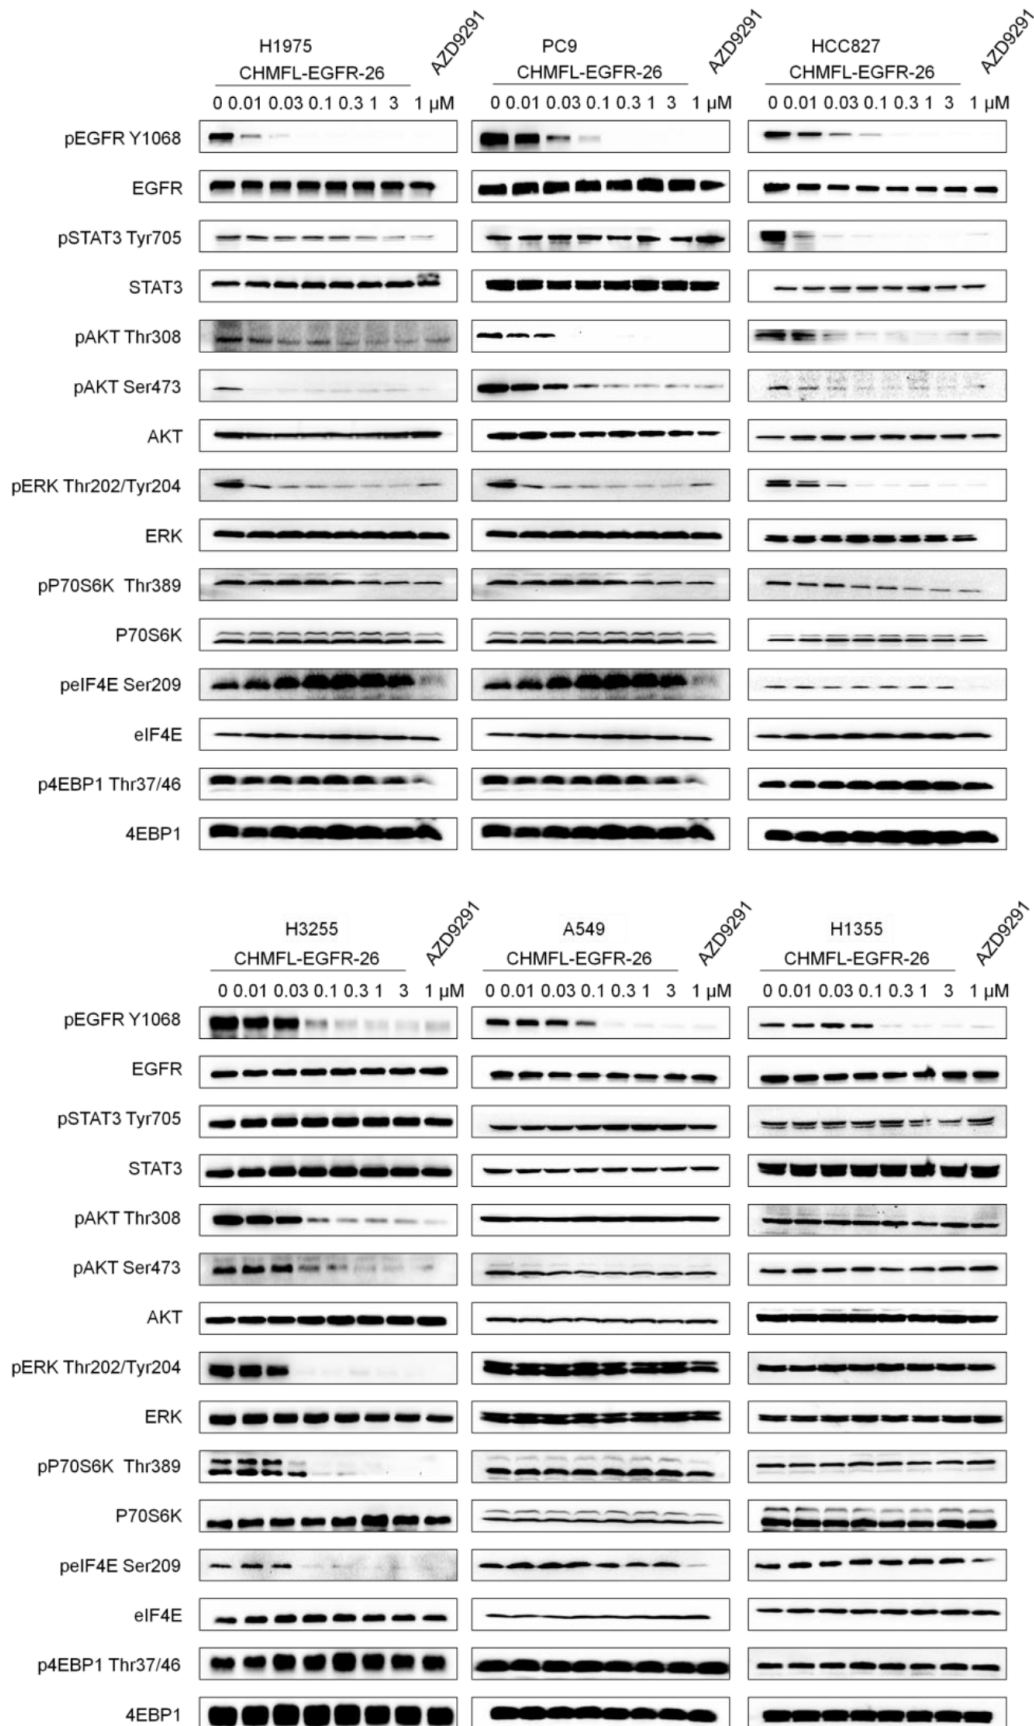 H1975 PC9 HCC827
CHMFL-EGFR-26 AZD9291 CHMFL-EGFR-26 AZD9291 CHMFL-EGFR-26 AZD9291
0 0.01 0.03 0.1 0.3 1 3 1 μM 0 0.01 0.03 0.1 0.3 1 3 1 μM 0 0.01 0.03 0.1 0.3 1 3 1 μM
pEGFR Y1068
EGFR
pSTAT3 Tyr705
STAT3
pAKT Thr308
pAKT Ser473
AKT
pERK Thr202/Tyr204
ERK
pP70S6K Thr389
P70S6K
peIF4E Ser209
eIF4E
p4EBP1 Thr37/46
4EBP1
H3255 A549 H1355
CHMFL-EGFR-26 AZD9291 CHMFL-EGFR-26 AZD9291 CHMFL-EGFR-26 AZD9291
0 0.01 0.03 0.1 0.3 1 3 1 μM 0 0.01 0.03 0.1 0.3 1 3 1 μM 0 0.01 0.03 0.1 0.3 1 3 1 μM
pEGFR Y1068
EGFR
pSTAT3 Tyr705
STAT3
pAKT Thr308
pAKT Ser473
AKT
pERK Thr202/Tyr204
ERK
pP70S6K Thr389
P70S6K
peIF4E Ser209
eIF4E
p4EBP1 Thr37/46
4EBP1